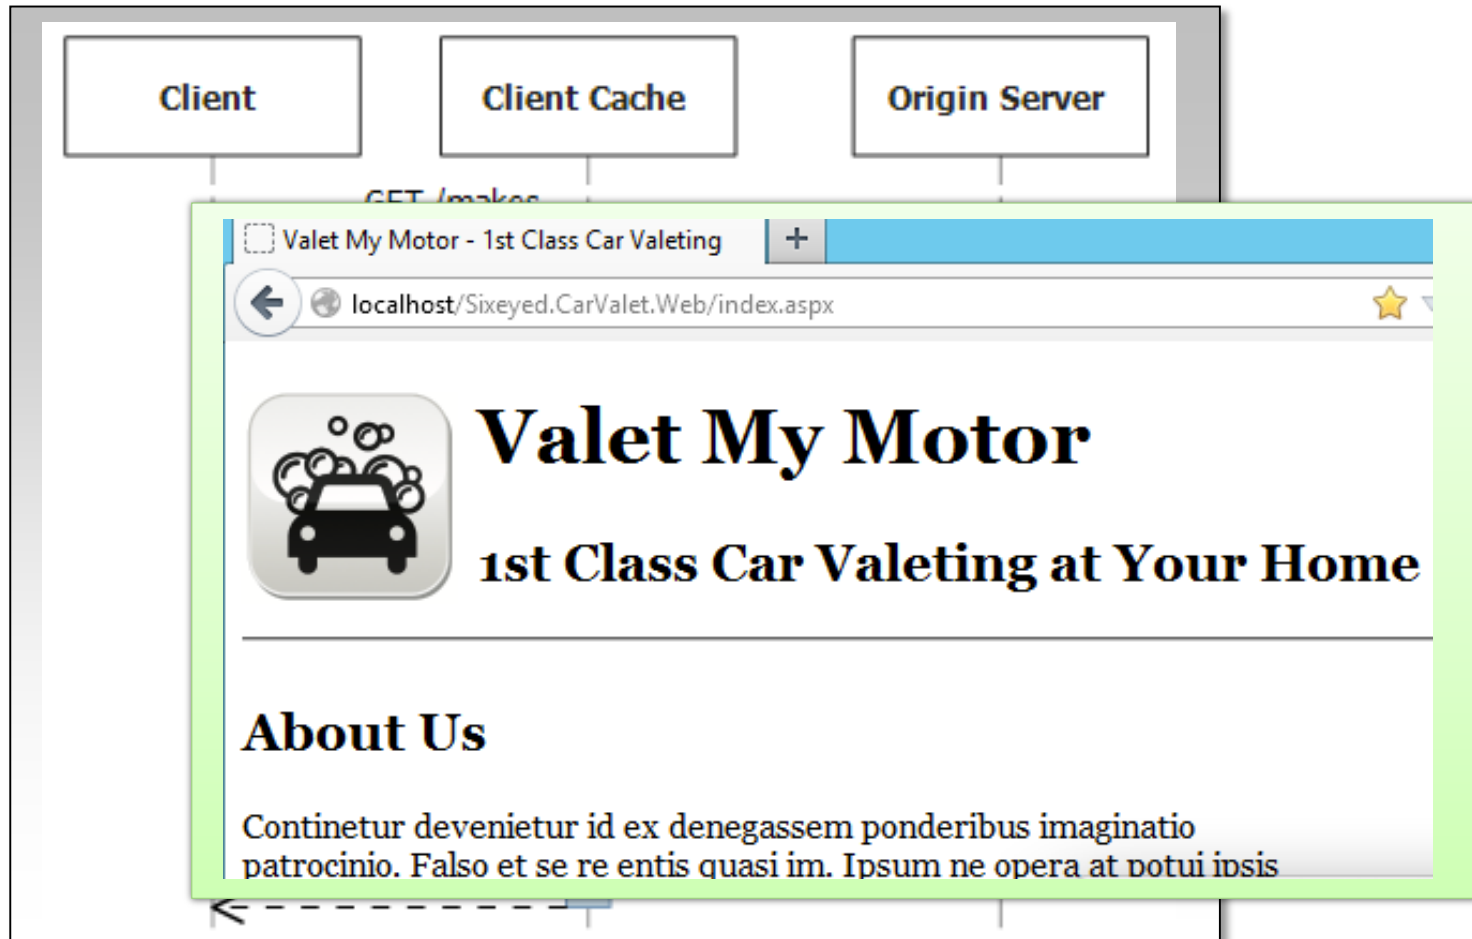 Client
Client Cache
Origin Server
GET /makes
Valet My Motor - 1st Class Car Valeting
localhost/Sixeyed.CarValet.Web/index.aspx
Valet My Motor
1st Class Car Valeting at Your Home
About Us
Continetur devenietur id ex denegassem ponderibus imaginatio
patrocinio. Falso et se re entis quasi im. Ipsum ne opera at potui ipsis